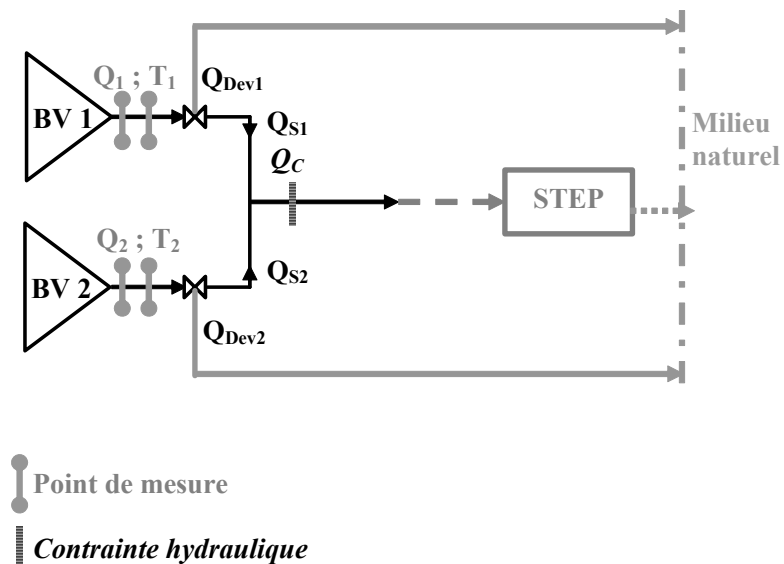 Q1 ; T1
QDev1
BV 1
QS1
QC
Milieu
naturel
STEP
Q2 ; T2
QS2
BV 2
QDev2
Point de mesure
Contrainte hydraulique